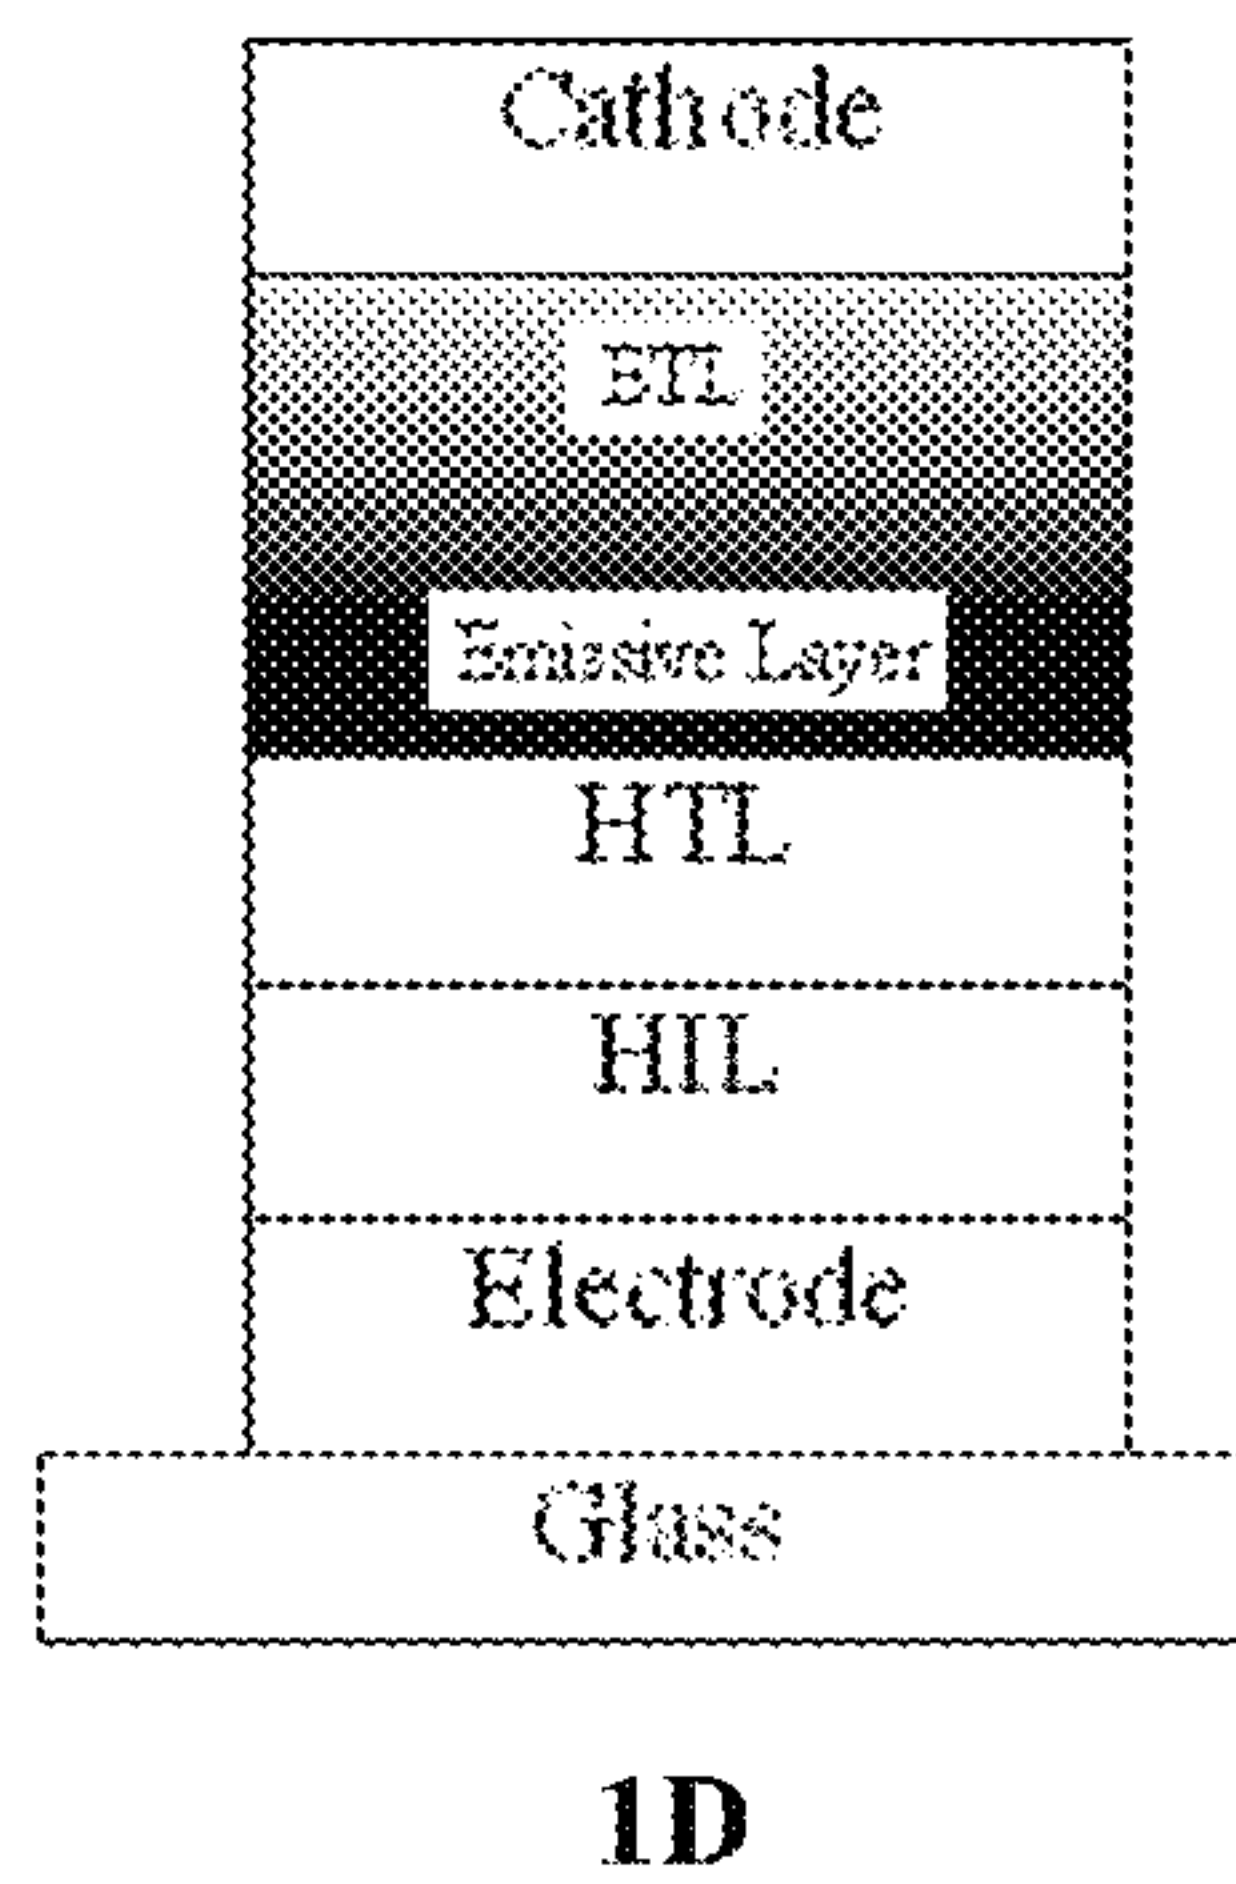 Cathode
ETL
Emissive Layer
HTL
HIL
Electrode
Glass
1D